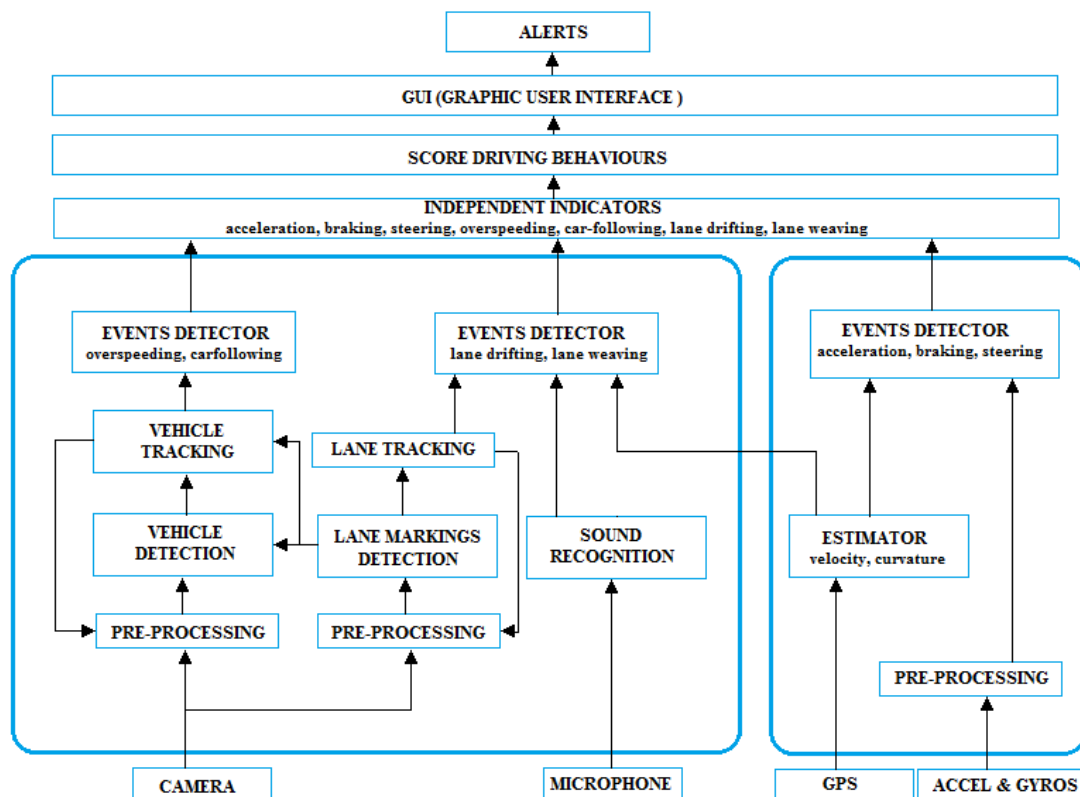 ALERTS
GUI (GRAPHIC USER INTERFACE )
SCORE DRIVING BEHAVIOURS
INDEPENDENT INDICATORS
acceleration, braking, steering, overspeeding, car-following, lane drifting, lane weaving
EVENTS DETECTOR
overspeeding, carfollowing
EVENTS DETECTOR
lane drifting, lane weaving
EVENTS DETECTOR
acceleration, braking, steering
VEHICLE
TRACKING
LANE TRACKING
VEHICLE
DETECTION
LANE MARKINGS
DETECTION
SOUND
RECOGNITION
ESTIMATOR
velocity, curvature
PRE-PROCESSING
PRE-PROCESSING
PRE-PROCESSING
CAMERA
MICROPHONE
GPS
ACCEL & GYROS